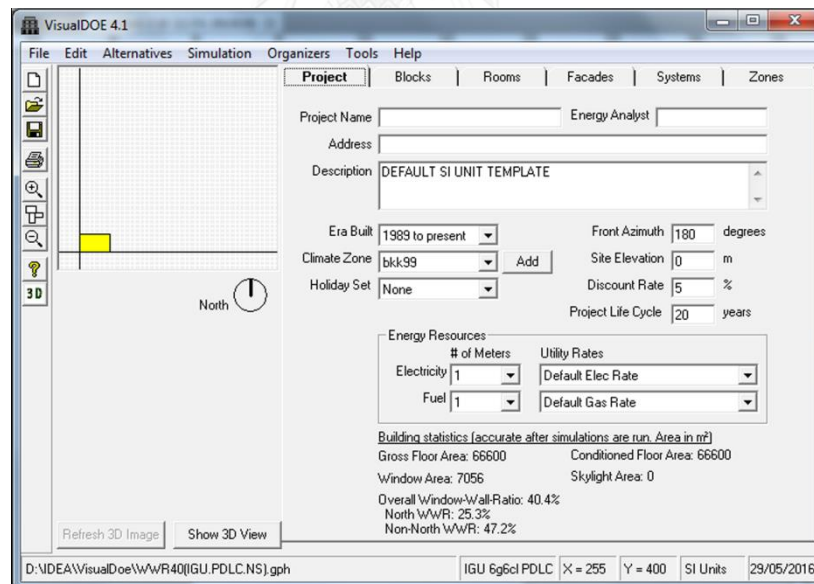 VisualDOE 4.1
File Edit Alternatives Simulation Organizers Tools Help
Project Blocks Rooms Facades Systems Zones
Project Name Energy Analyst
Address
Description DEFAULT SI UNIT TEMPLATE
Era Built 1989 to present Front Azimuth 180 degrees
Climate Zone bkk99 Add Site Elevation 0 m
Holiday Set None Discount Rate 5 %
Project Life Cycle 20 years
3D
North
Energy Resources
# of Meters Utility Rates
Electricity 1 Default Elec Rate
Fuel 1 Default Gas Rate
Building statistics (accurate after simulations are run. Area in m²)
Gross Floor Area: 66600 Conditioned Floor Area: 66600
Window Area: 7056 Skylight Area: 0
Overall Window-Wall-Ratio: 40.4%
North WWR: 25.3%
Non-North WWR: 47.2%
Refresh 3D Image Show 3D View
D:\IDEA\VisualDoe\WWR40(IGU.PDLC.NS).gph IGU 6g6cl PDLC X = 255 Y = 400 SI Units 29/05/2016